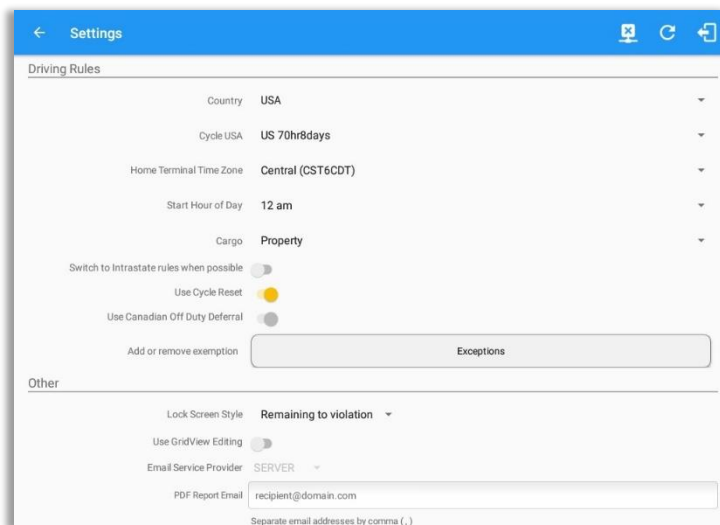 Settings
Driving Rules
Country USA
Cycle USA US 70hr8days
Home Terminal Time Zone Central (CST6CDT)
Start Hour of Day 12 am
Cargo Property
Switch to Intrastate rules when possible
Use Cycle Reset
Use Canadian Off Duty Deferral
Add or remove exemption Exceptions
Other
Lock Screen Style Remaining to violation
Use GridView Editing
Email Service Provider SERVER
PDF Report Email recipient@domain.com
Separate email addresses by comma ( , )